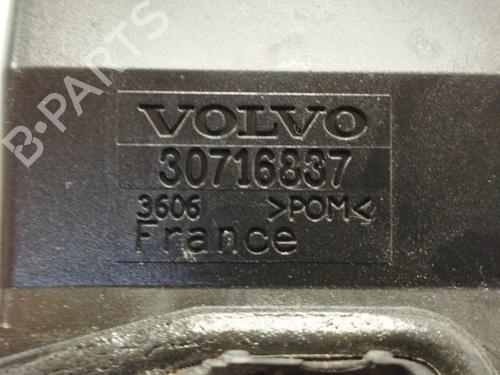 B·PARTS
VOLVO
30716837
3606 >POM<
France